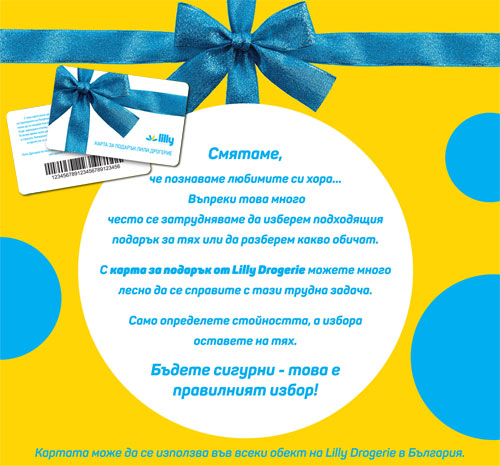 lilly
КАРТА ЗА ПОДАРЪК ЛИЛИ ДРОГЕРИЕ
12345678912345678912345​6
Смятаме,
че познаваме любимите си хора...
Въпреки това много
често се затрудняваме да изберем подходящия
подарък за тях или да разберем какво обичат.
С карта за подарък от Lilly Drogerie можете много
лесно да се справите с тази трудна задача.
Само определете стойността, а избора
оставете на тях.
Бъдете сигурни - това е
правилният избор!
Картата може да се използва във всеки обект на Lilly Drogerie в България.